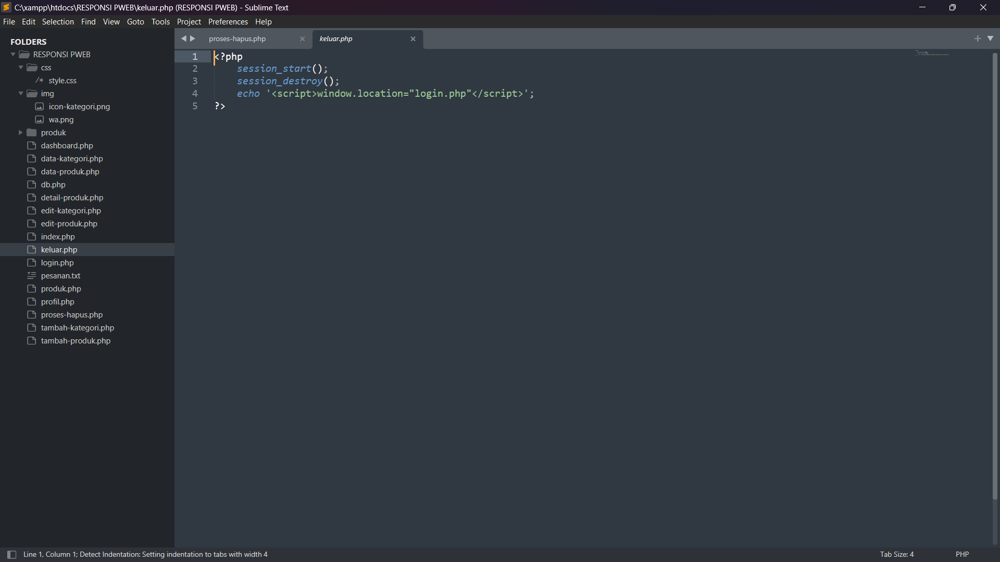 C:\xampp\htdocs\RESPONSI PWEB\keluar.php (RESPONSI PWEB) - Sublime Text
File Edit Selection Find View Goto Tools Project Preferences Help
FOLDERS
RESPONSI PWEB
css
/* style.css
img
icon-kategori.png
wa.png
produk
dashboard.php
data-kategori.php
data-produk.php
db.php
detail-produk.php
edit-kategori.php
edit-produk.php
index.php
keluar.php
login.php
pesanan.txt
produk.php
profil.php
proses-hapus.php
tambah-kategori.php
tambah-produk.php
proses-hapus.php keluar.php
1 <?php
2 session_start();
3 session_destroy();
4 echo '<script>window.location="login.php"</script>';
5 ?>
Line 1, Column 1; Detect Indentation: Setting indentation to tabs with width 4
Tab Size: 4 PHP